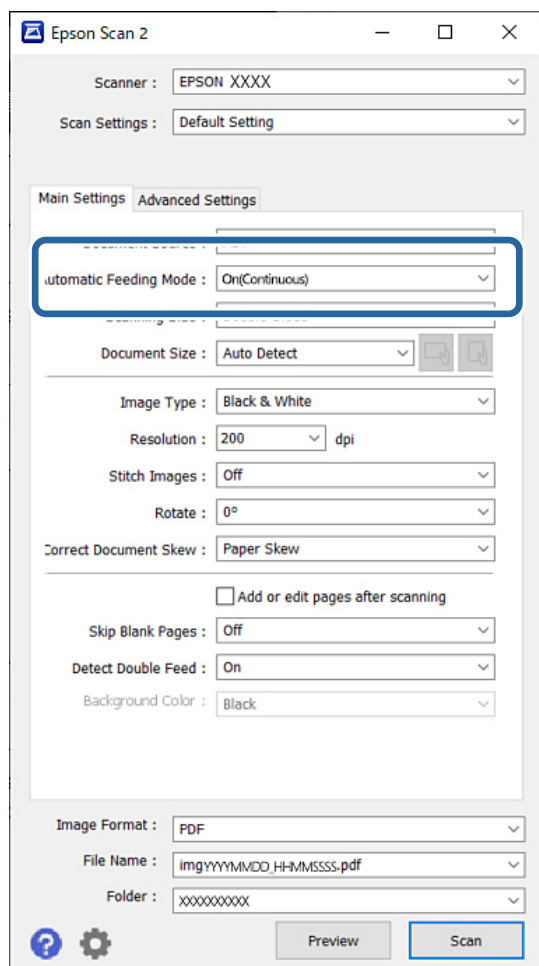 Epson Scan 2
Scanner : EPSON XXXX
Scan Settings : Default Setting
Main Settings Advanced Settings
utomatic Feeding Mode : On(Continuous)
Document Size : Auto Detect
Image Type : Black & White
Resolution : 200 dpi
Stitch Images : Off
Rotate : 0°
Correct Document Skew : Paper Skew
Add or edit pages after scanning
Skip Blank Pages : Off
Detect Double Feed : On
Background Color : Black
Image Format : PDF
File Name : imgYYYYMMDD_HHMMSSSS.pdf
Folder : XXXXXXXXXX
? Preview Scan